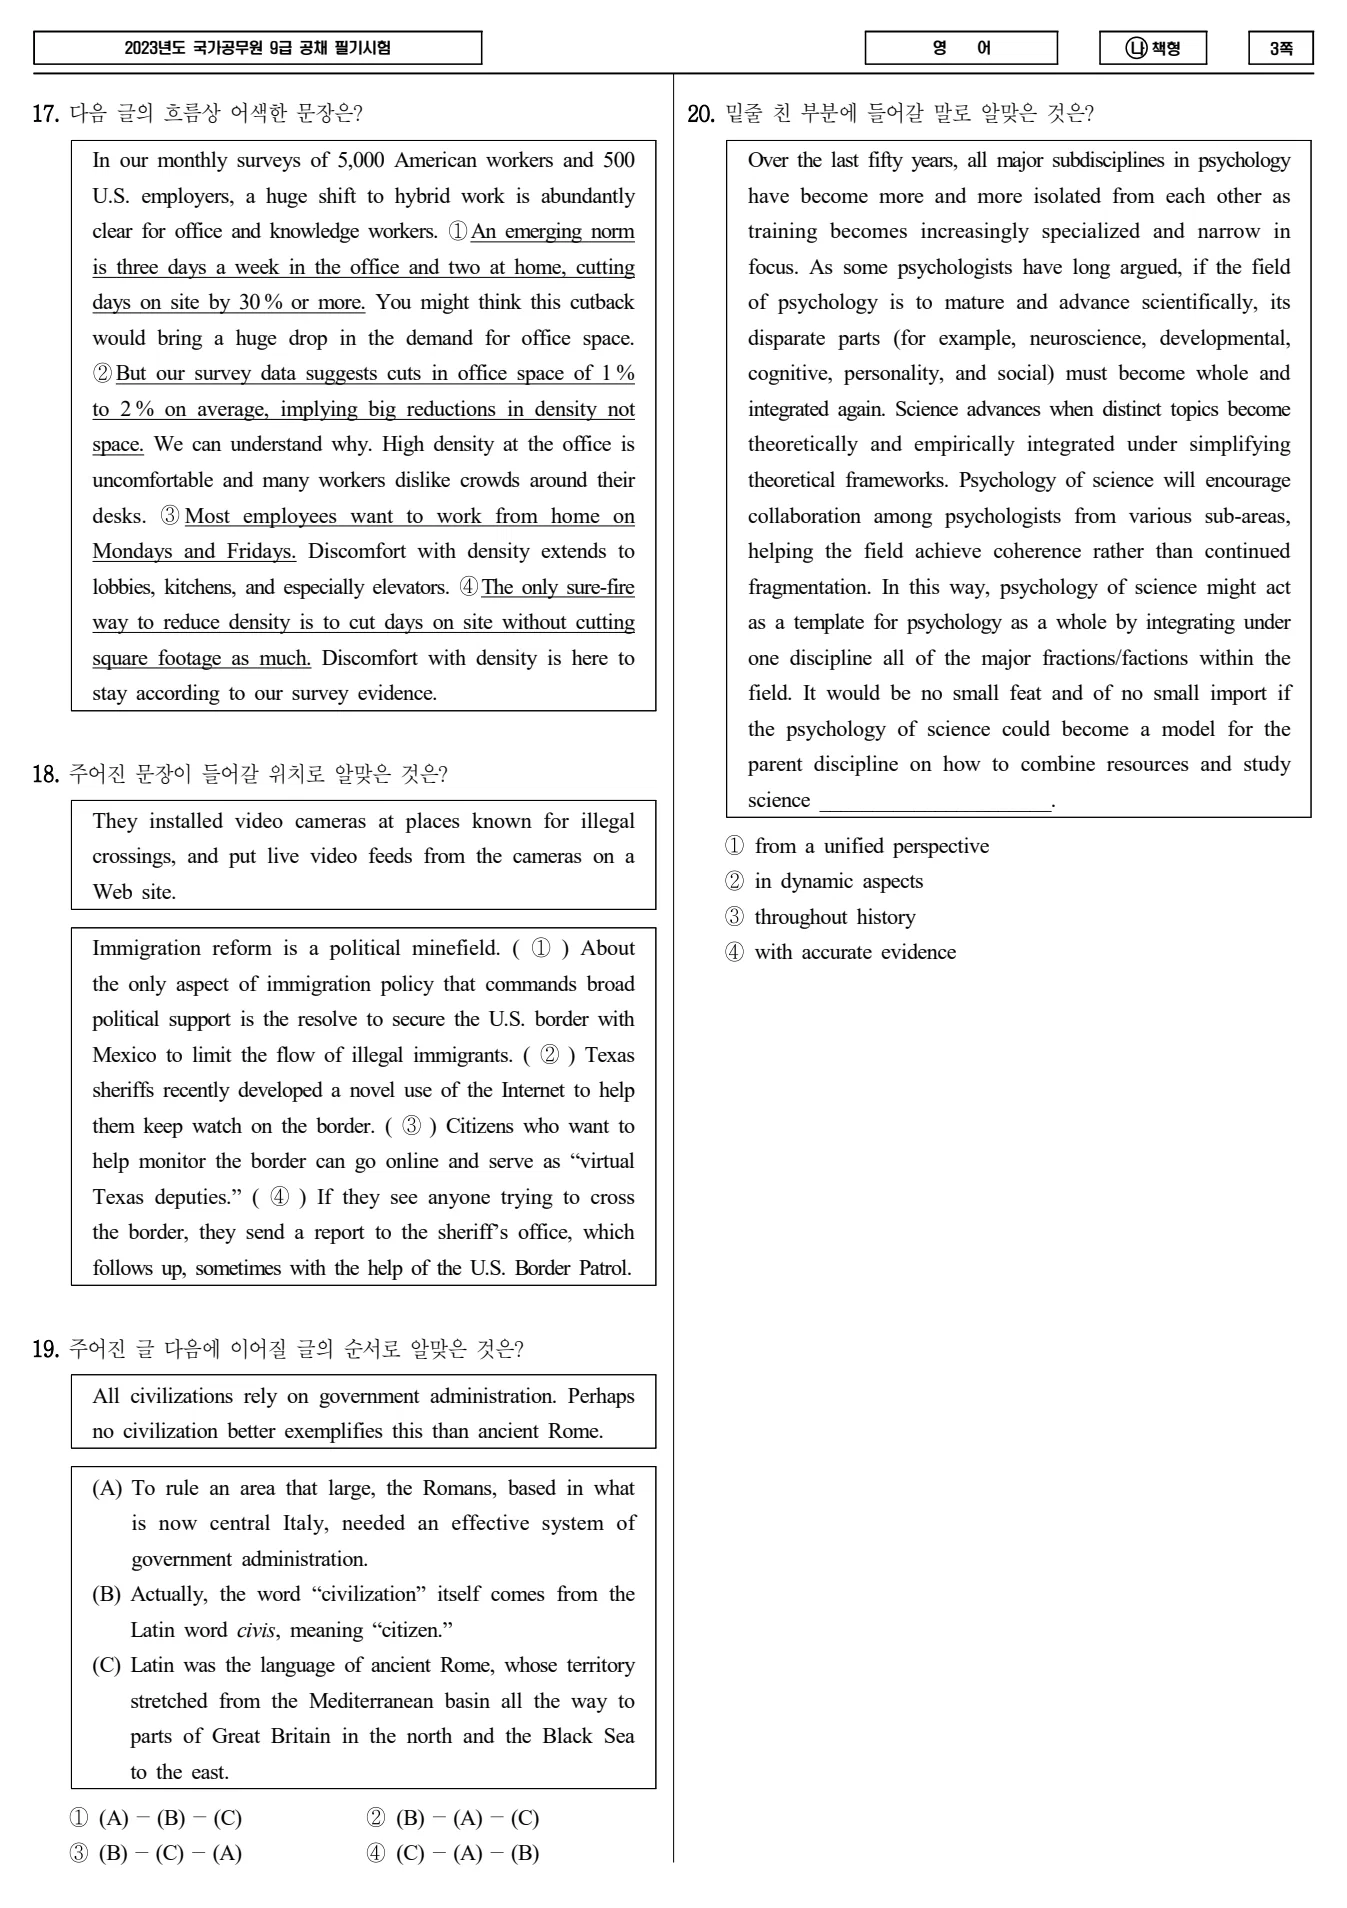 2023년도 국가공무원 9급 공채 필기시험
영 어
㉯ 책형
3쪽
17. 다음 글의 흐름상 어색한 문장은?
In our monthly surveys of 5,000 American workers and 500
U.S. employers, a huge shift to hybrid work is abundantly
clear for office and knowledge workers. ①An emerging norm
is three days a week in the office and two at home, cutting
days on site by 30% or more. You might think this cutback
would bring a huge drop in the demand for office space.
②But our survey data suggests cuts in office space of 1%
to 2% on average, implying big reductions in density not
space. We can understand why. High density at the office is
uncomfortable and many workers dislike crowds around their
desks. ③Most employees want to work from home on
Mondays and Fridays. Discomfort with density extends to
lobbies, kitchens, and especially elevators. ④The only sure-fire
way to reduce density is to cut days on site without cutting
square footage as much. Discomfort with density is here to
stay according to our survey evidence.
18. 주어진 문장이 들어갈 위치로 알맞은 것은?
They installed video cameras at places known for illegal
crossings, and put live video feeds from the cameras on a
Web site.
Immigration reform is a political minefield. ( ① ) About
the only aspect of immigration policy that commands broad
political support is the resolve to secure the U.S. border with
Mexico to limit the flow of illegal immigrants. ( ② ) Texas
sheriffs recently developed a novel use of the Internet to help
them keep watch on the border. ( ③ ) Citizens who want to
help monitor the border can go online and serve as “virtual
Texas deputies.” ( ④ ) If they see anyone trying to cross
the border, they send a report to the sheriff’s office, which
follows up, sometimes with the help of the U.S. Border Patrol.
19. 주어진 글 다음에 이어질 글의 순서로 알맞은 것은?
All civilizations rely on government administration. Perhaps
no civilization better exemplifies this than ancient Rome.
(A) To rule an area that large, the Romans, based in what
is now central Italy, needed an effective system of
government administration.
(B) Actually, the word “civilization” itself comes from the
Latin word civis, meaning “citizen.”
(C) Latin was the language of ancient Rome, whose territory
stretched from the Mediterranean basin all the way to
parts of Great Britain in the north and the Black Sea
to the east.
① (A) － (B) － (C) ② (B) － (A) － (C)
③ (B) － (C) － (A) ④ (C) － (A) － (B)
20. 밑줄 친 부분에 들어갈 말로 알맞은 것은?
Over the last fifty years, all major subdisciplines in psychology
have become more and more isolated from each other as
training becomes increasingly specialized and narrow in
focus. As some psychologists have long argued, if the field
of psychology is to mature and advance scientifically, its
disparate parts (for example, neuroscience, developmental,
cognitive, personality, and social) must become whole and
integrated again. Science advances when distinct topics become
theoretically and empirically integrated under simplifying
theoretical frameworks. Psychology of science will encourage
collaboration among psychologists from various sub-areas,
helping the field achieve coherence rather than continued
fragmentation. In this way, psychology of science might act
as a template for psychology as a whole by integrating under
one discipline all of the major fractions/factions within the
field. It would be no small feat and of no small import if
the psychology of science could become a model for the
parent discipline on how to combine resources and study
science ____________________.
① from a unified perspective
② in dynamic aspects
③ throughout history
④ with accurate evidence